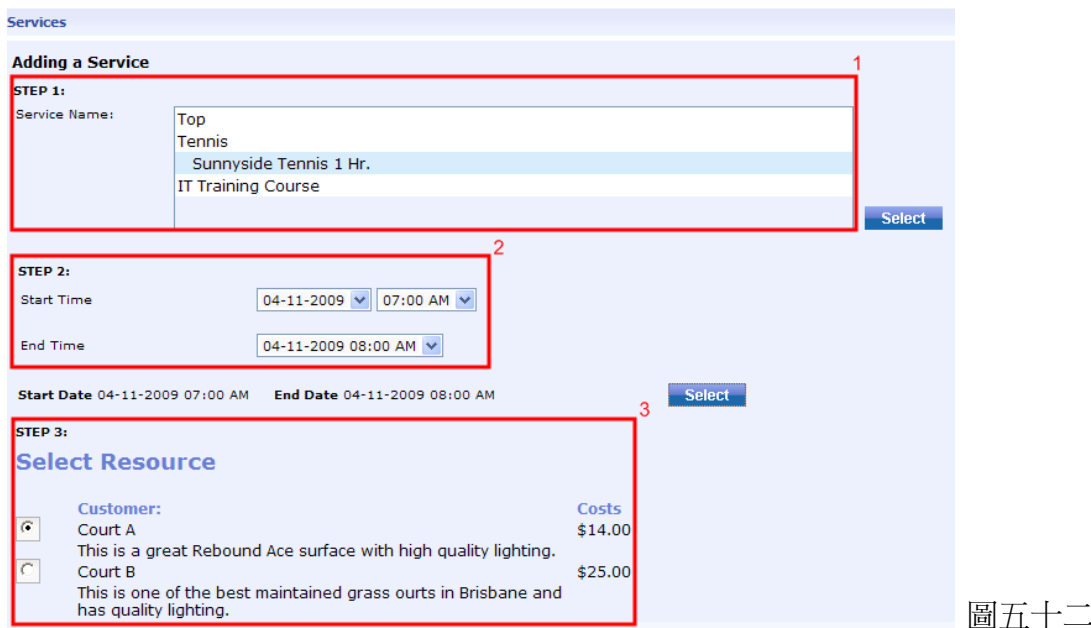 Services
Adding a Service
1
STEP 1:
Service Name:
Top
Tennis
Sunnyside Tennis 1 Hr.
IT Training Course
Select
2
STEP 2:
Start Time 04-11-2009 07:00 AM
End Time 04-11-2009 08:00 AM
Start Date 04-11-2009 07:00 AM End Date 04-11-2009 08:00 AM Select
3
STEP 3:
Select Resource
Customer: Costs
Court A $14.00
This is a great Rebound Ace surface with high quality lighting.
Court B $25.00
This is one of the best maintained grass ourts in Brisbane and
has quality lighting.
圖五十二